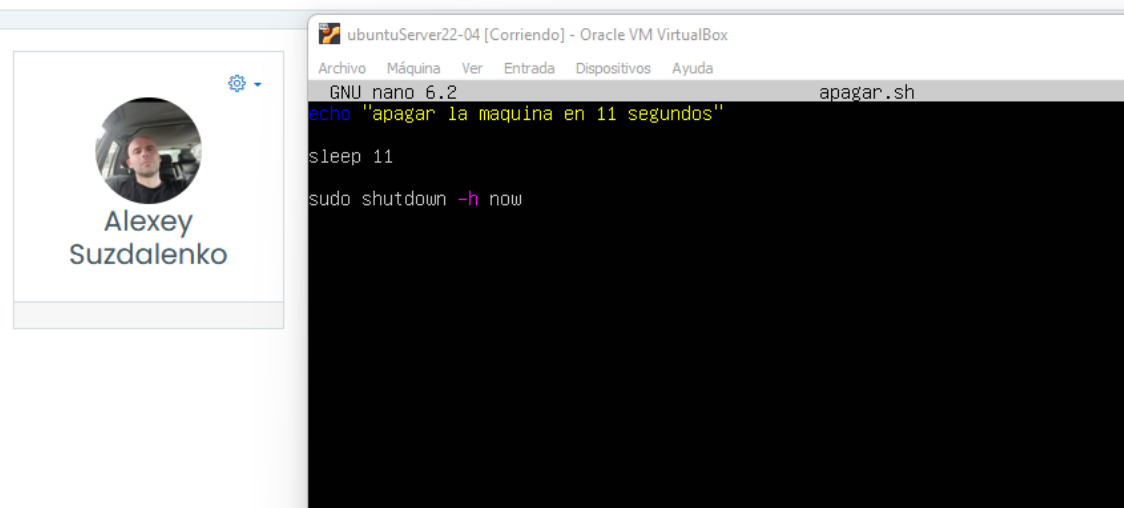 Alexey
Suzdalenko
ubuntuServer22-04 [Corriendo] - Oracle VM VirtualBox
Archivo Máquina Ver Entrada Dispositivos Ayuda
GNU nano 6.2 apagar.sh
echo "apagar la maquina en 11 segundos"
sleep 11
sudo shutdown -h now